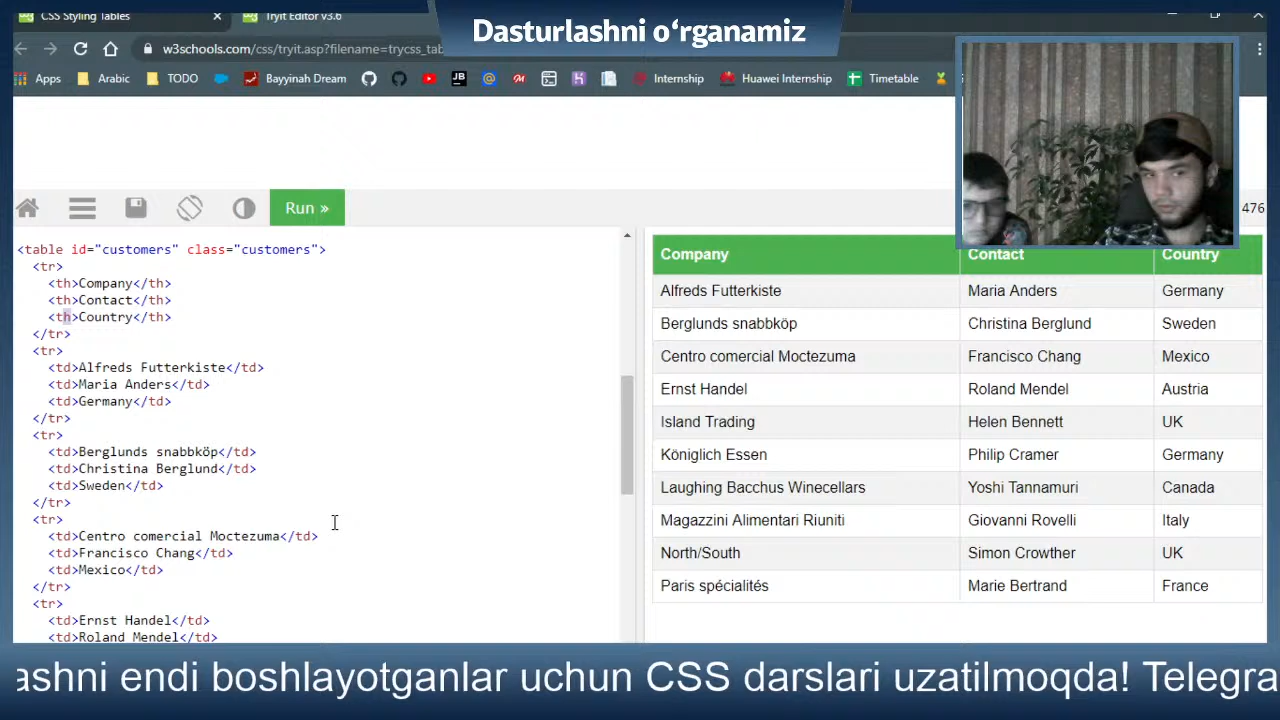 CSS Styling Tables
Tryit Editor v3.6
Dasturlashni o‘rganamiz
w3schools.com/css/tryit.asp?filename=trycss_tab
Apps Arabic TODO Bayyinah Dream Internship Huawei Internship Timetable
Run »
476
<table id="customers" class="customers">
<tr>
<th>Company</th>
<th>Contact</th>
<th>Country</th>
</tr>
<tr>
<td>Alfreds Futterkiste</td>
<td>Maria Anders</td>
<td>Germany</td>
</tr>
<tr>
<td>Berglunds snabbköp</td>
<td>Christina Berglund</td>
<td>Sweden</td>
</tr>
<tr>
<td>Centro comercial Moctezuma</td>
<td>Francisco Chang</td>
<td>Mexico</td>
</tr>
<tr>
<td>Ernst Handel</td>
<td>Roland Mendel</td>
Company Contact Country
Alfreds Futterkiste Maria Anders Germany
Berglunds snabbköp Christina Berglund Sweden
Centro comercial Moctezuma Francisco Chang Mexico
Ernst Handel Roland Mendel Austria
Island Trading Helen Bennett UK
Königlich Essen Philip Cramer Germany
Laughing Bacchus Winecellars Yoshi Tannamuri Canada
Magazzini Alimentari Riuniti Giovanni Rovelli Italy
North/South Simon Crowther UK
Paris spécialités Marie Bertrand France
ashni endi boshlayotganlar uchun CSS darslari uzatilmoqda! Telegra